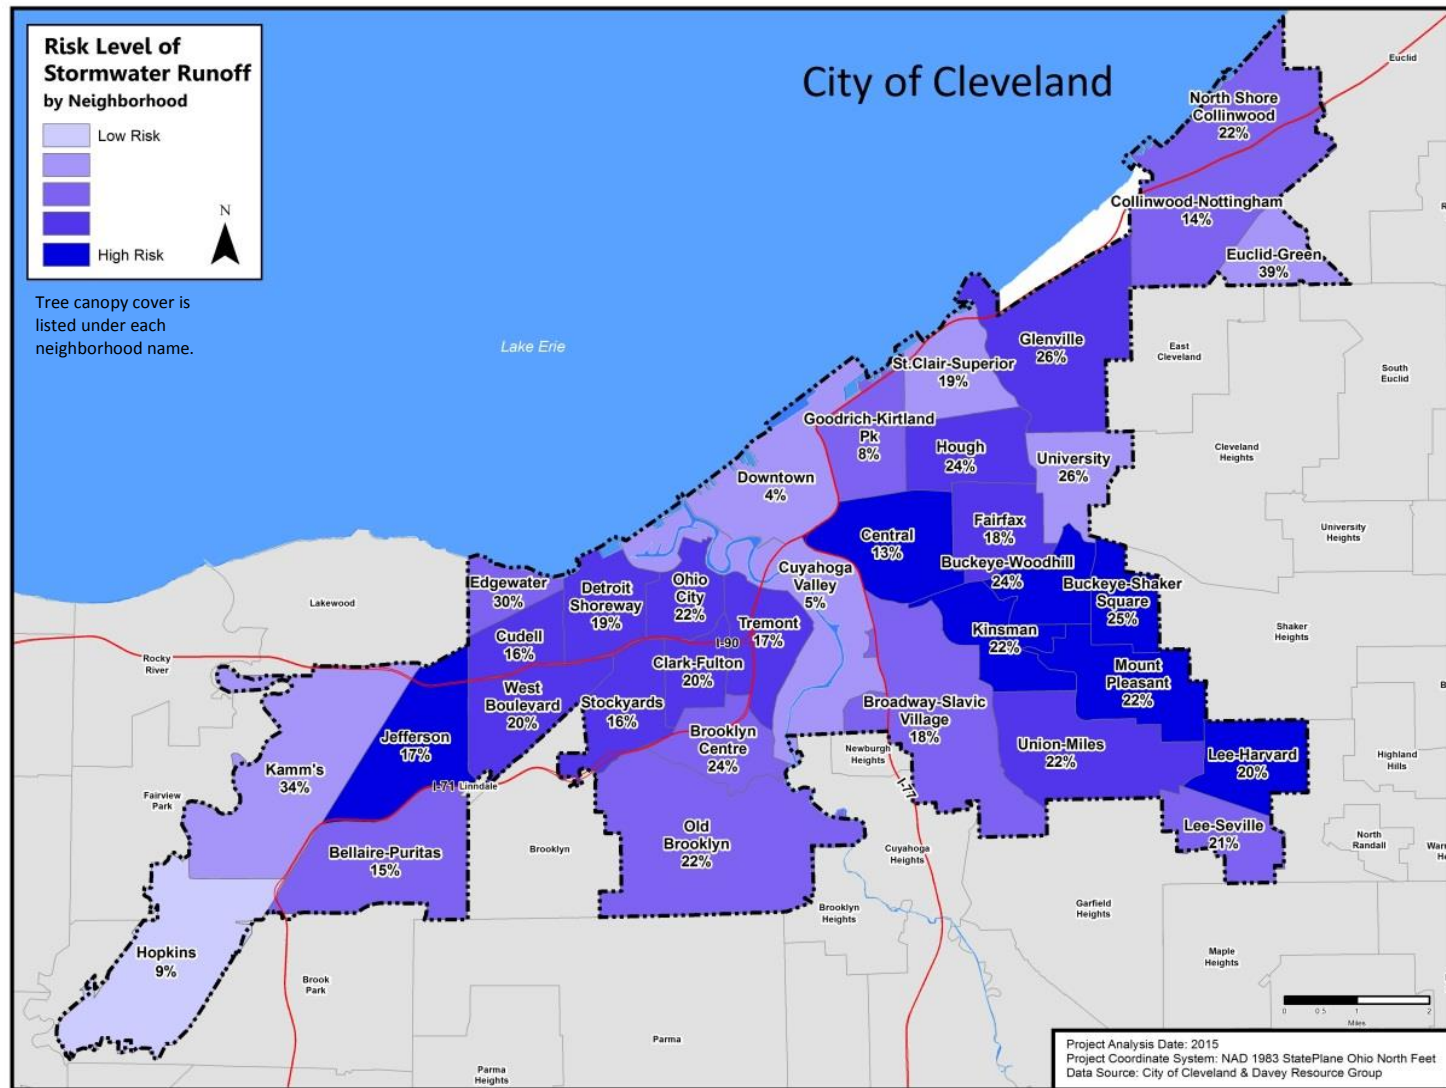 Risk Level of
Stormwater Runoff
by Neighborhood
Low Risk
High Risk
N
Tree canopy cover is
listed under each
neighborhood name.
City of Cleveland
Lake Erie
Euclid
North Shore
Collinwood
22%
Collinwood-Nottingham
14%
Euclid-Green
39%
Glenville
26%
East
Cleveland
South
Euclid
St.Clair-Superior
19%
Goodrich-Kirtland
Pk
8%
Hough
24%
University
26%
Cleveland
Heights
Downtown
4%
University
Heights
Central
13%
Fairfax
18%
Buckeye-Woodhill
24%
Buckeye-Shaker
Square
25%
Cuyahoga
Valley
5%
Edgewater
30%
Detroit
Shoreway
19%
Ohio
City
22%
Lakewood
Tremont
17%
Kinsman
22%
Shaker
Heights
Cudell
16%
I-90
Rocky
River
Clark-Fulton
20%
Mount
Pleasant
22%
West
Boulevard
20%
Stockyards
16%
Broadway-Slavic
Village
18%
Jefferson
17%
Brooklyn
Centre
24%
Newburgh
Heights
Union-Miles
22%
Lee-Harvard
20%
Highland
Hills
Kamm's
34%
I-71
Linndale
I-77
Fairview
Park
Old
Brooklyn
22%
Lee-Seville
21%
North
Randall
Bellaire-Puritas
15%
Brooklyn
Cuyahoga
Heights
Brooklyn
Heights
Garfield
Heights
Hopkins
9%
Maple
Heights
Brook
Park
Parma
Parma
Heights
0 0.5 1 2
Miles
Project Analysis Date: 2015
Project Coordinate System: NAD 1983 StatePlane Ohio North Feet
Data Source: City of Cleveland & Davey Resource Group